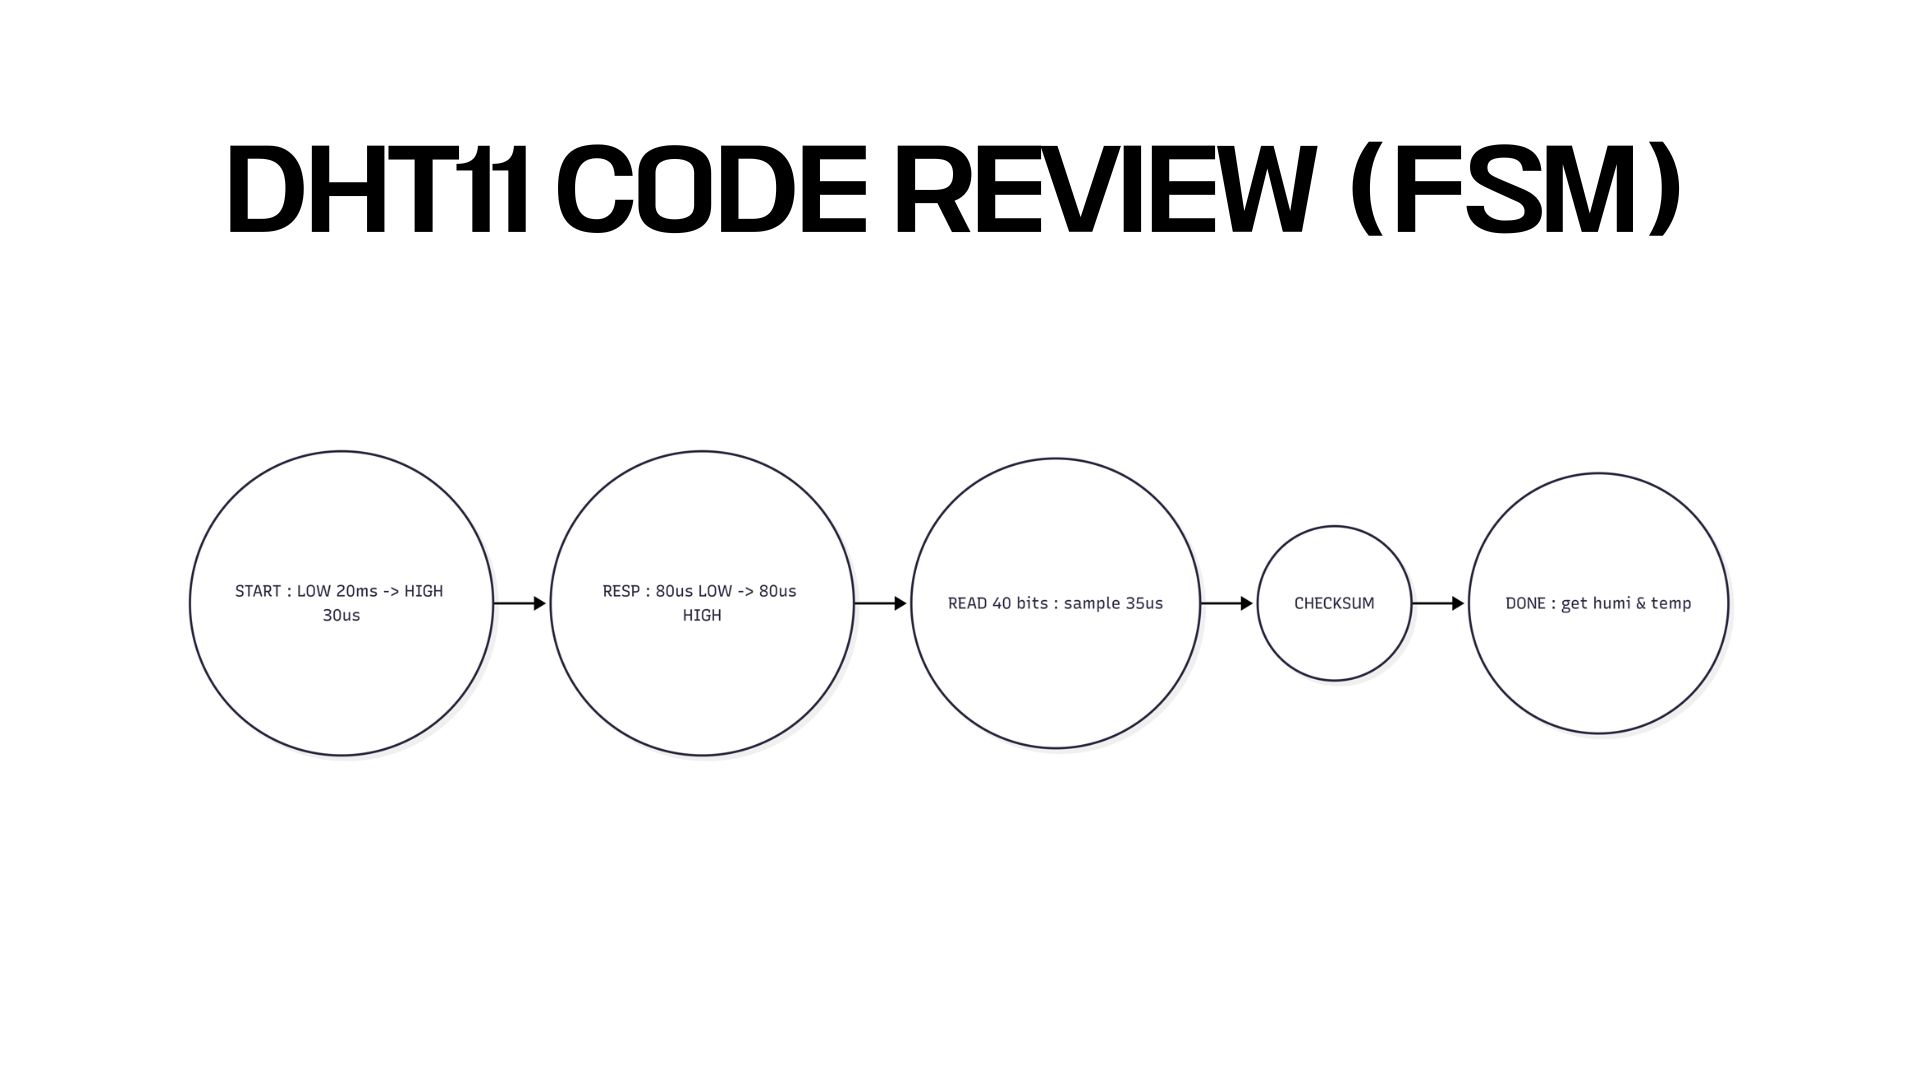 DHT11 CODE REVIEW (FSM)
START : LOW 20ms -> HIGH
30us
RESP : 80us LOW -> 80us
HIGH
READ 40 bits : sample 35us
CHECKSUM
DONE : get humi & temp